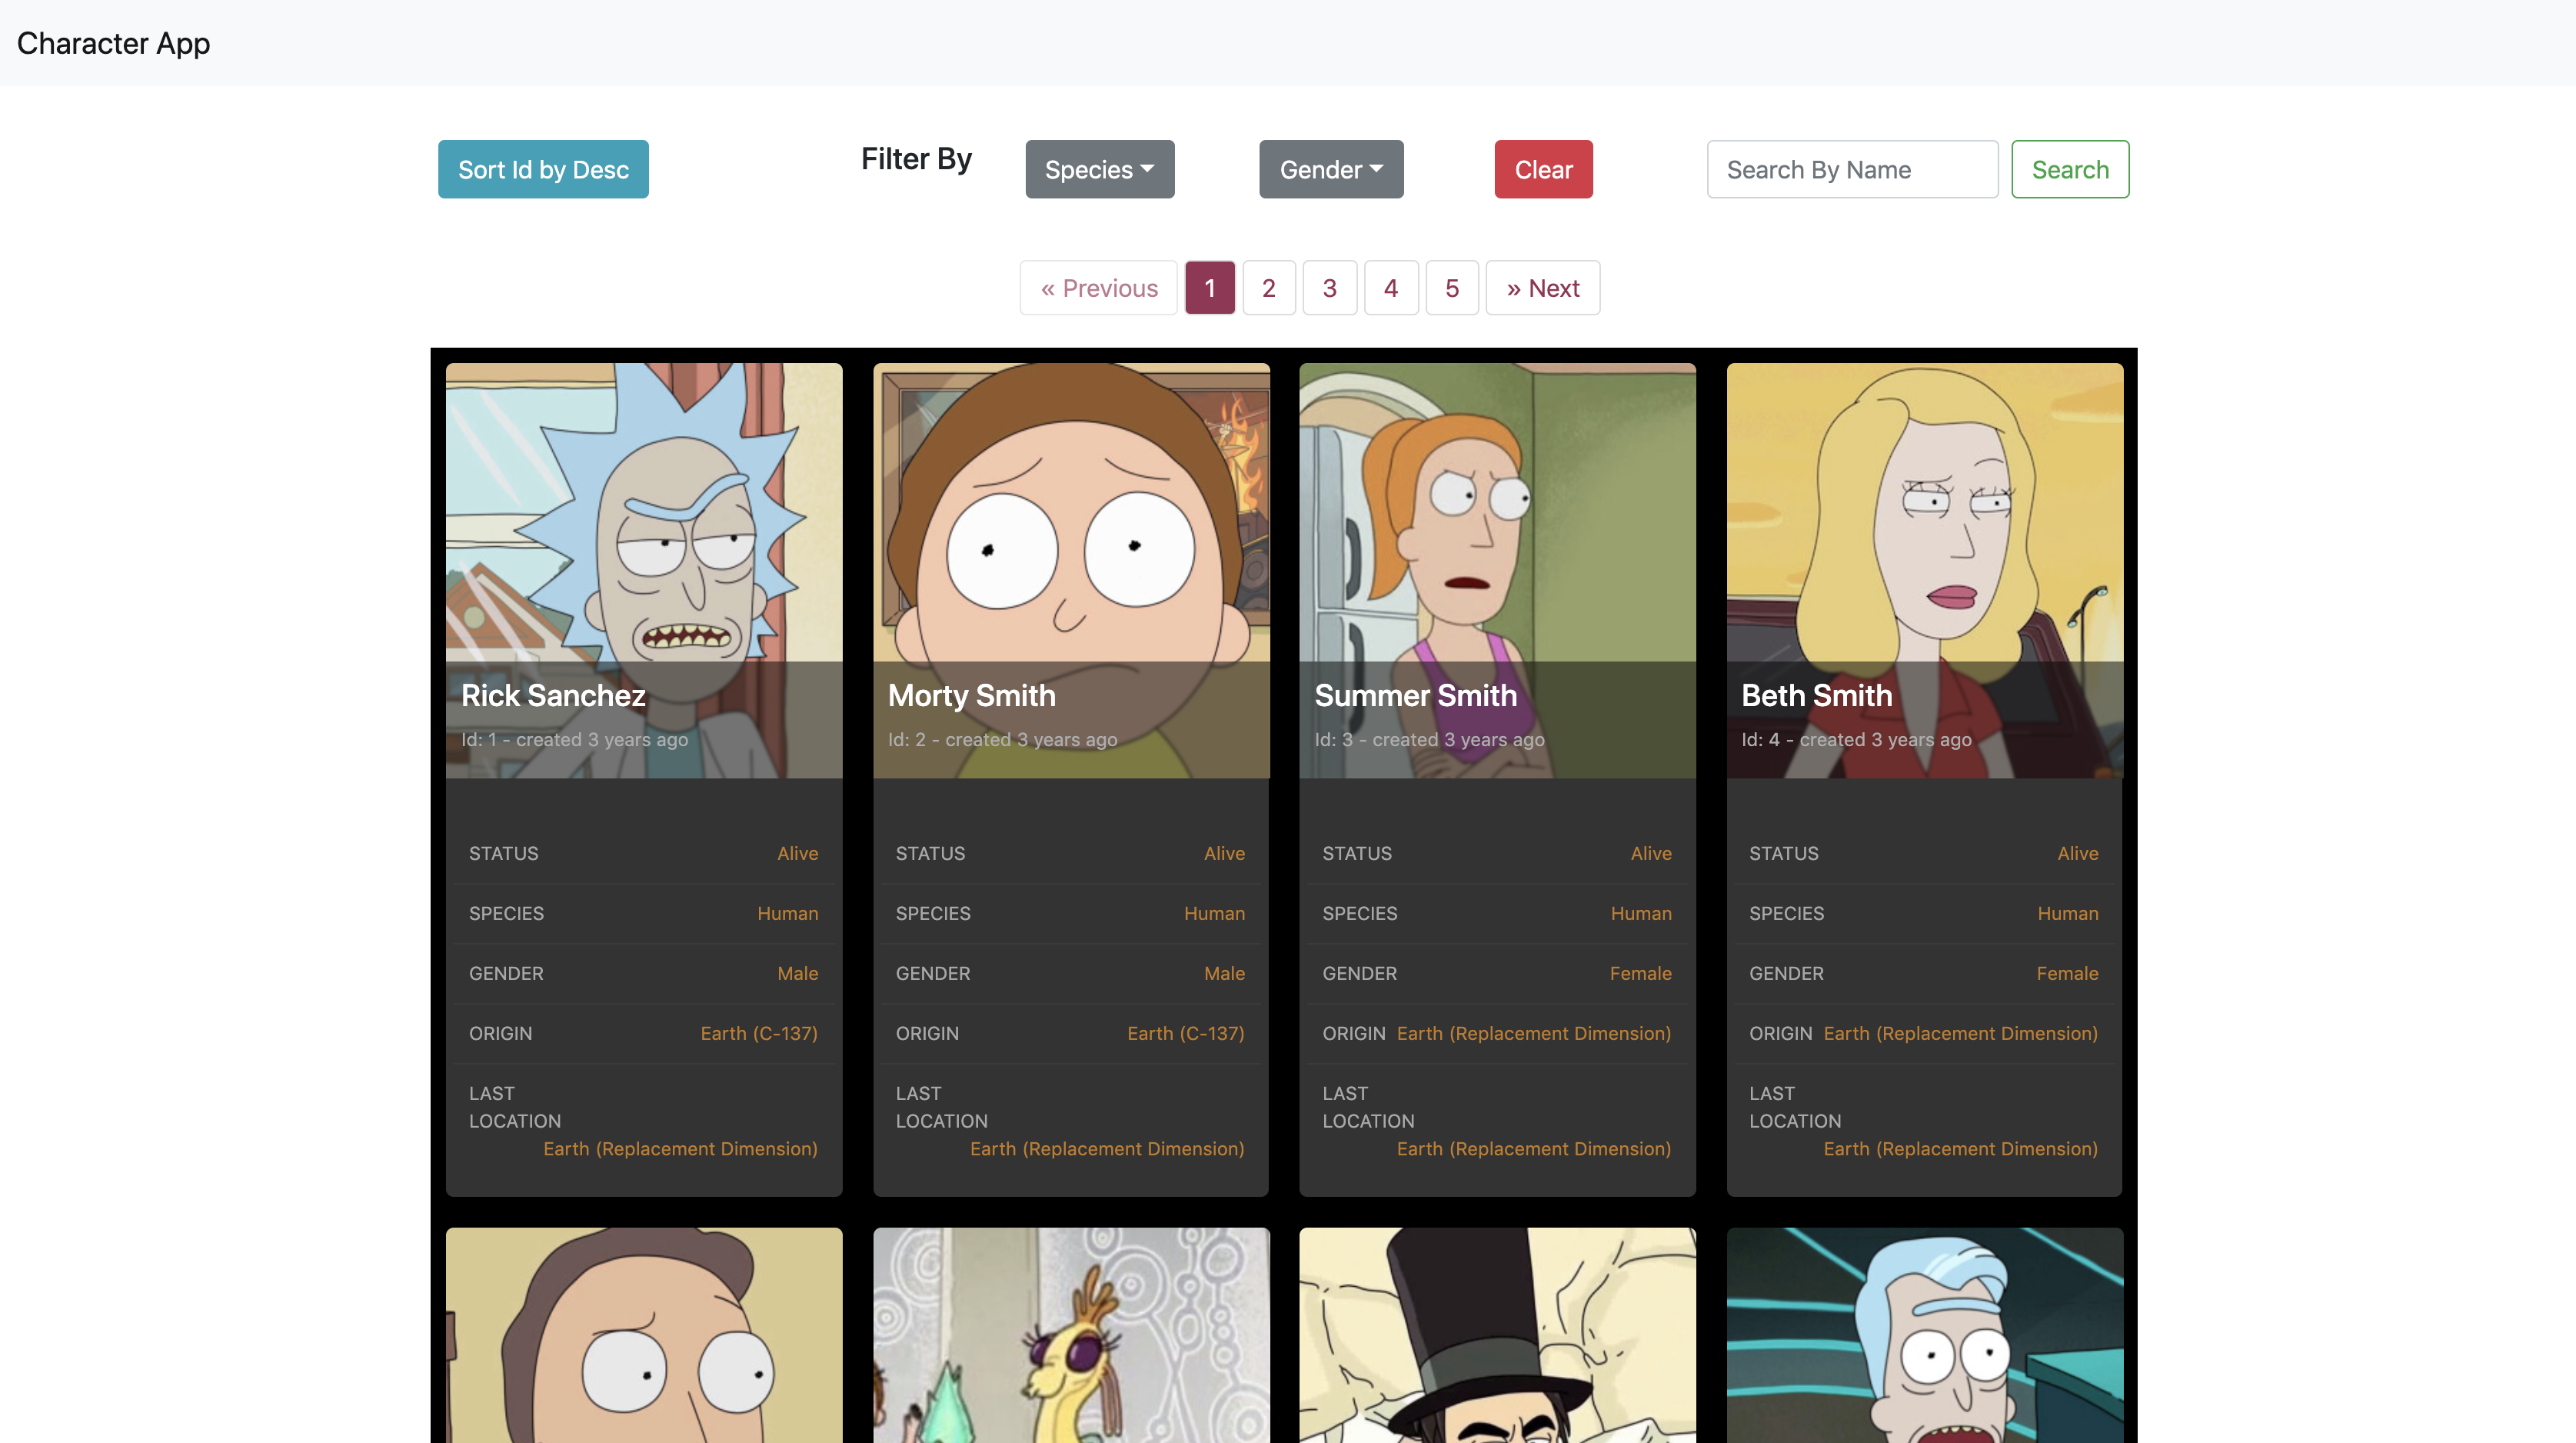 Character App
Sort Id by Desc
Filter By
Species
Gender
Clear
Search By Name
Search
« Previous
1
2
3
4
5
» Next
Rick Sanchez
Id: 1 - created 3 years ago
STATUS Alive
SPECIES Human
GENDER Male
ORIGIN Earth (C-137)
LAST
LOCATION
Earth (Replacement Dimension)
Morty Smith
Id: 2 - created 3 years ago
STATUS Alive
SPECIES Human
GENDER Male
ORIGIN Earth (C-137)
LAST
LOCATION
Earth (Replacement Dimension)
Summer Smith
Id: 3 - created 3 years ago
STATUS Alive
SPECIES Human
GENDER Female
ORIGIN Earth (Replacement Dimension)
LAST
LOCATION
Earth (Replacement Dimension)
Beth Smith
Id: 4 - created 3 years ago
STATUS Alive
SPECIES Human
GENDER Female
ORIGIN Earth (Replacement Dimension)
LAST
LOCATION
Earth (Replacement Dimension)